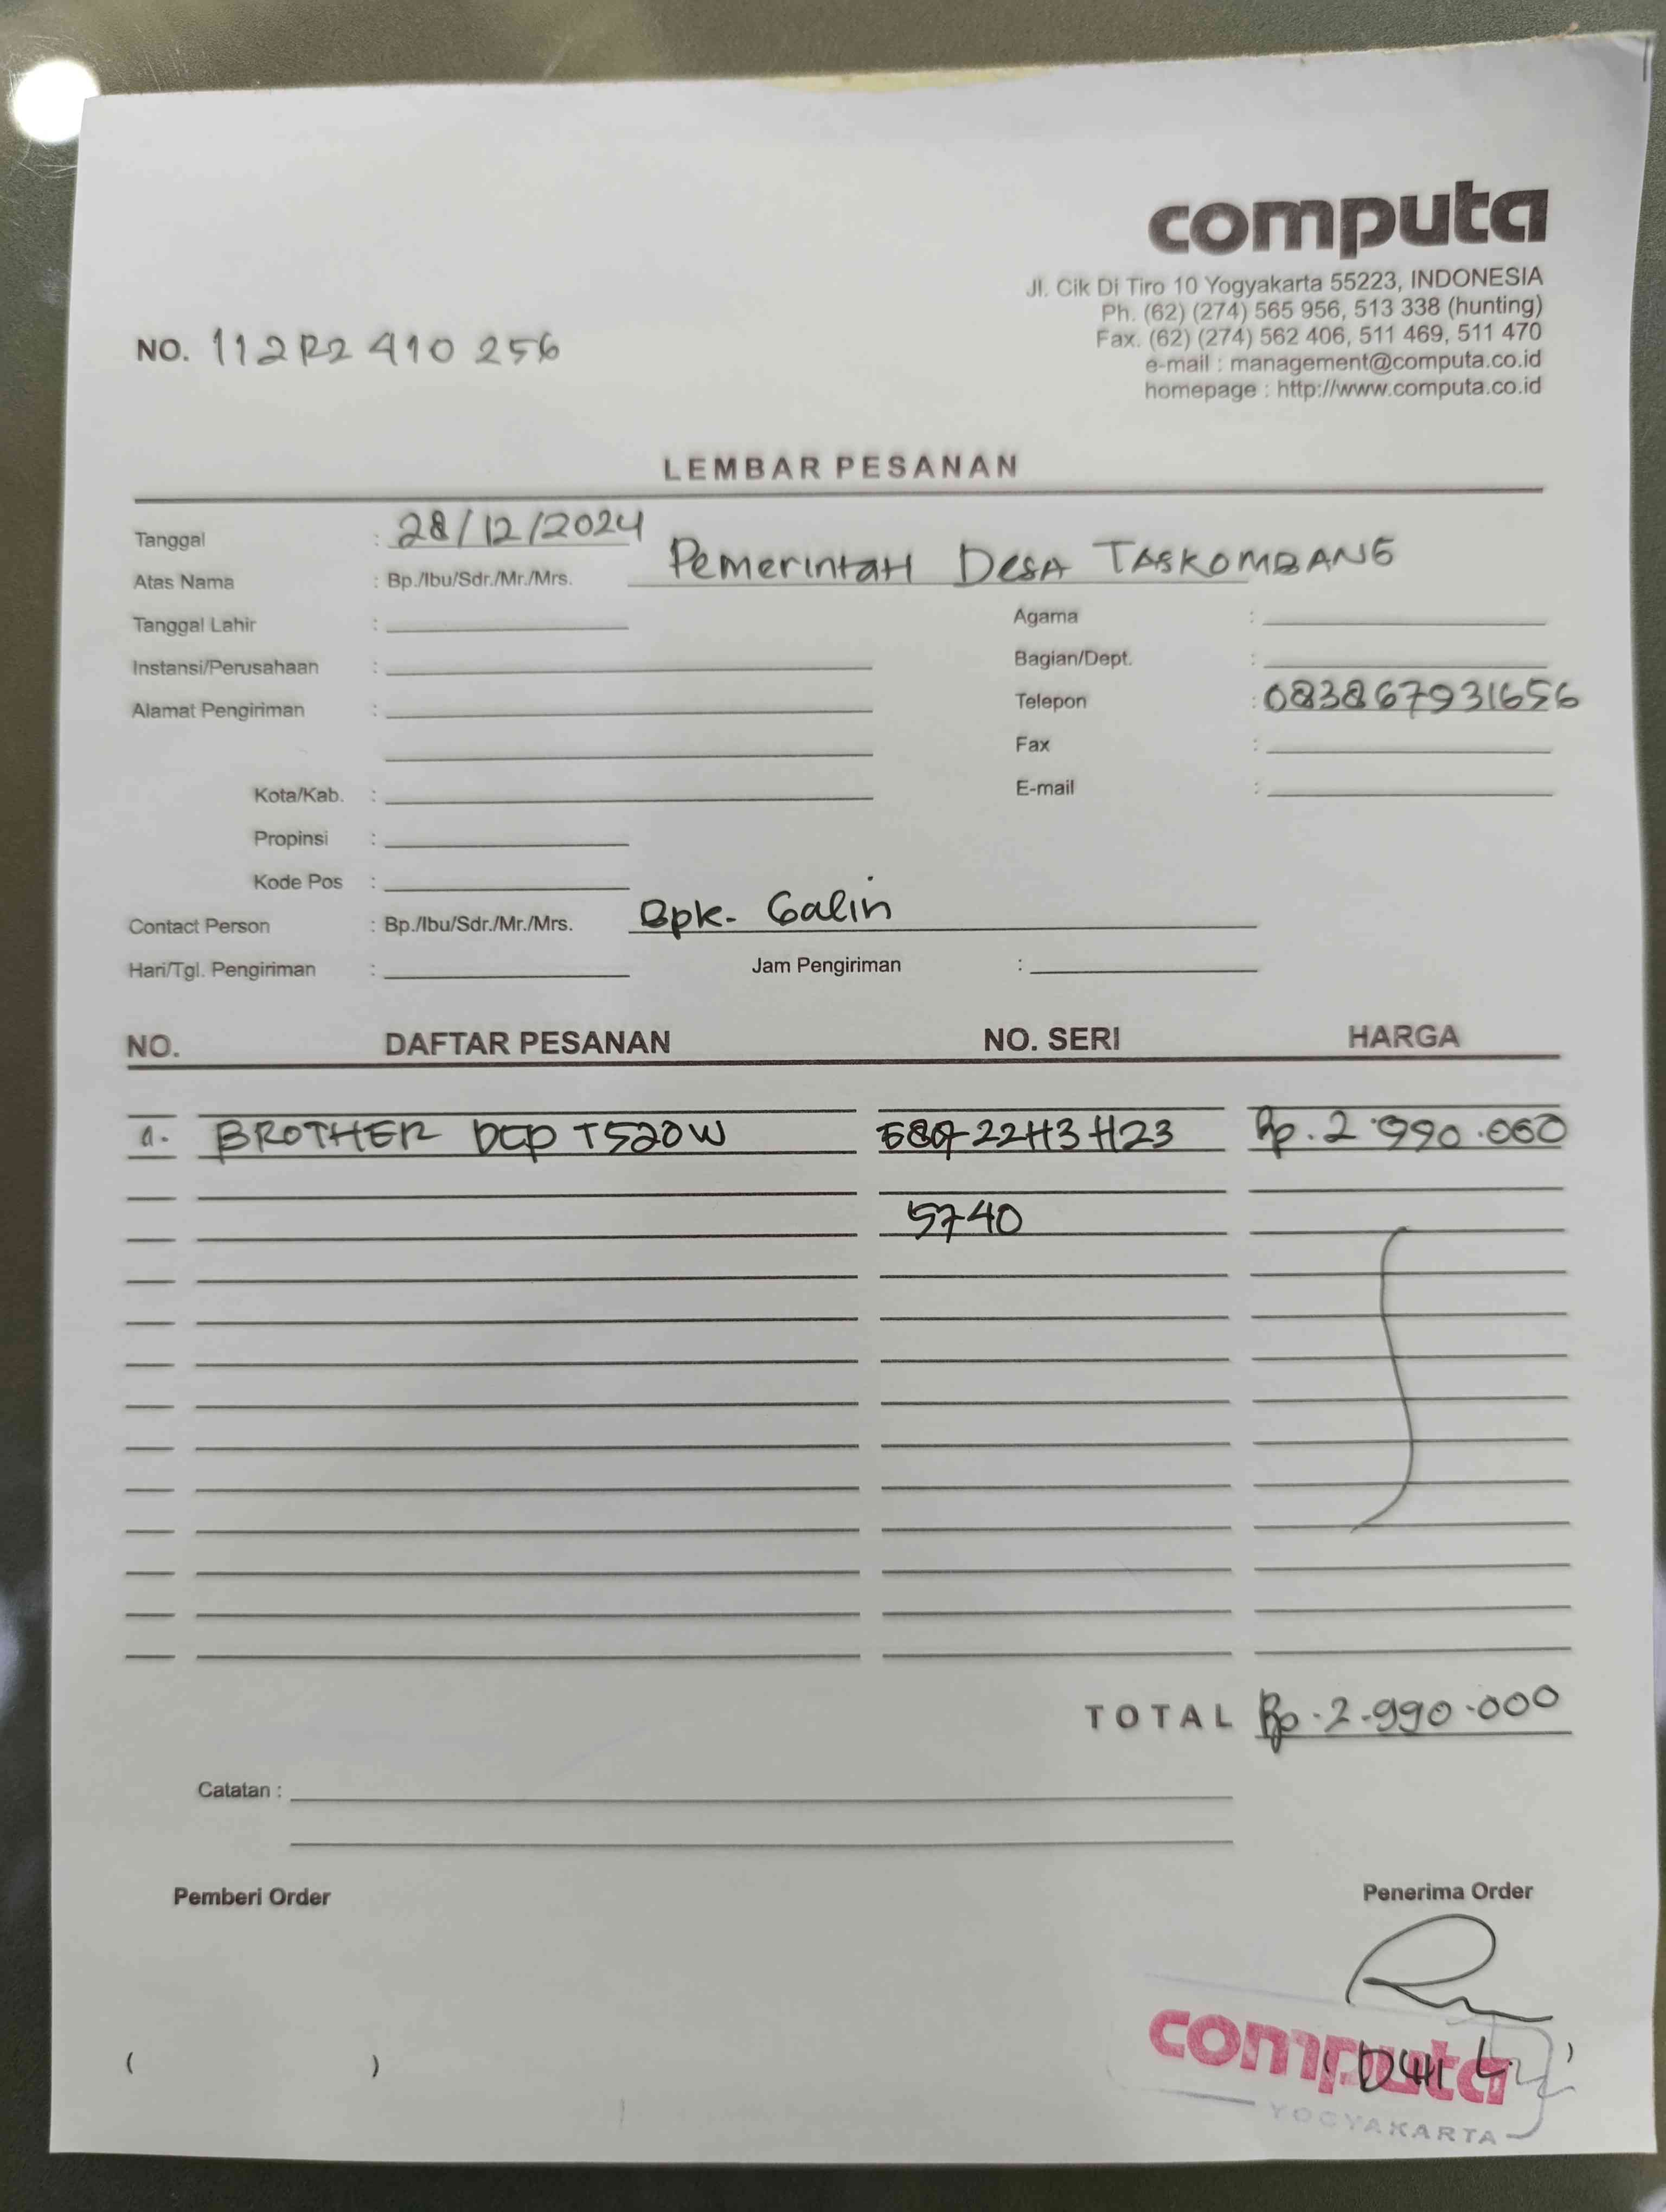 computa
Jl. Cik Di Tiro 10 Yogyakarta 55223, INDONESIA
Ph. (62) (274) 565 956, 513 338 (hunting)
Fax. (62) (274) 562 406, 511 469, 511 470
e-mail : management@computa.co.id
homepage : http://www.computa.co.id
NO. 112R2 410 256
LEMBAR PESANAN
Tanggal : 28/12/2024
Atas Nama : Bp./Ibu/Sdr./Mr./Mrs. Pemerintah Desa TASKOMBANG
Tanggal Lahir :
Agama :
Instansi/Perusahaan :
Bagian/Dept. :
Alamat Pengiriman :
Telepon : 083867931656
Fax :
Kota/Kab. :
E-mail :
Propinsi :
Kode Pos :
Contact Person : Bp./Ibu/Sdr./Mr./Mrs. Bpk. Galih
Hari/Tgl. Pengiriman : Jam Pengiriman :
NO. DAFTAR PESANAN NO. SERI HARGA
1. BROTHER DCP T520W 22H3H23 Rp. 2.990.000
5740
TOTAL Rp. 2.990.000
Catatan :
Pemberi Order Penerima Order
computa
( )
YOGYAKARTA